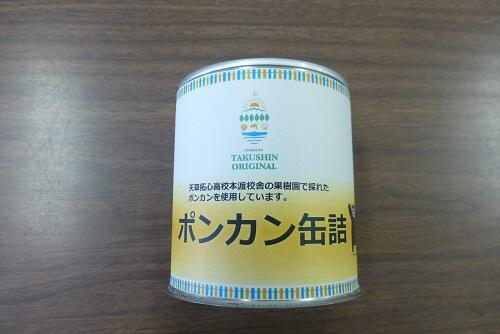 TAKUSHIN
ORIGINAL
天草拓心高校本渡校舎の果樹園で採れた
ポンカンを使用しています。
ポンカン缶詰